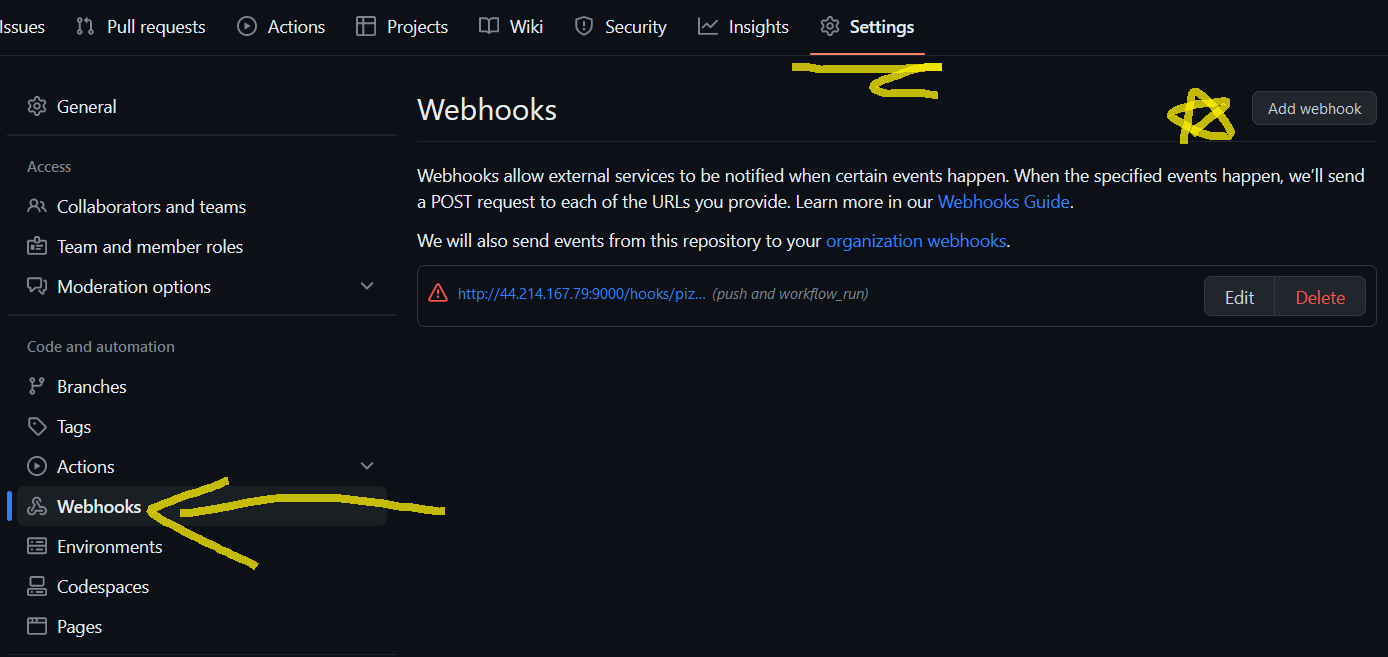 Issues Pull requests Actions Projects Wiki Security Insights Settings
General
Access
Collaborators and teams
Team and member roles
Moderation options
Code and automation
Branches
Tags
Actions
Webhooks
Environments
Codespaces
Pages
Webhooks
Add webhook
Webhooks allow external services to be notified when certain events happen. When the specified events happen, we’ll send
a POST request to each of the URLs you provide. Learn more in our Webhooks Guide.
We will also send events from this repository to your organization webhooks.
http://44.214.167.79:9000/hooks/piz... (push and workflow_run)
Edit Delete